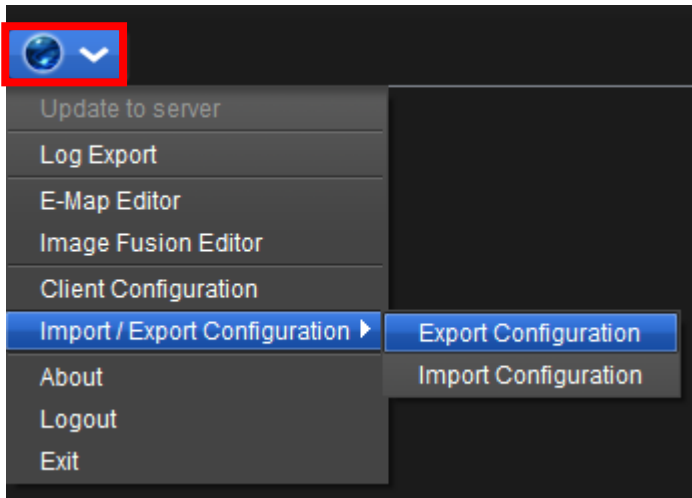 Update to server
Log Export
E-Map Editor
Image Fusion Editor
Client Configuration
Import / Export Configuration
Export Configuration
Import Configuration
About
Logout
Exit